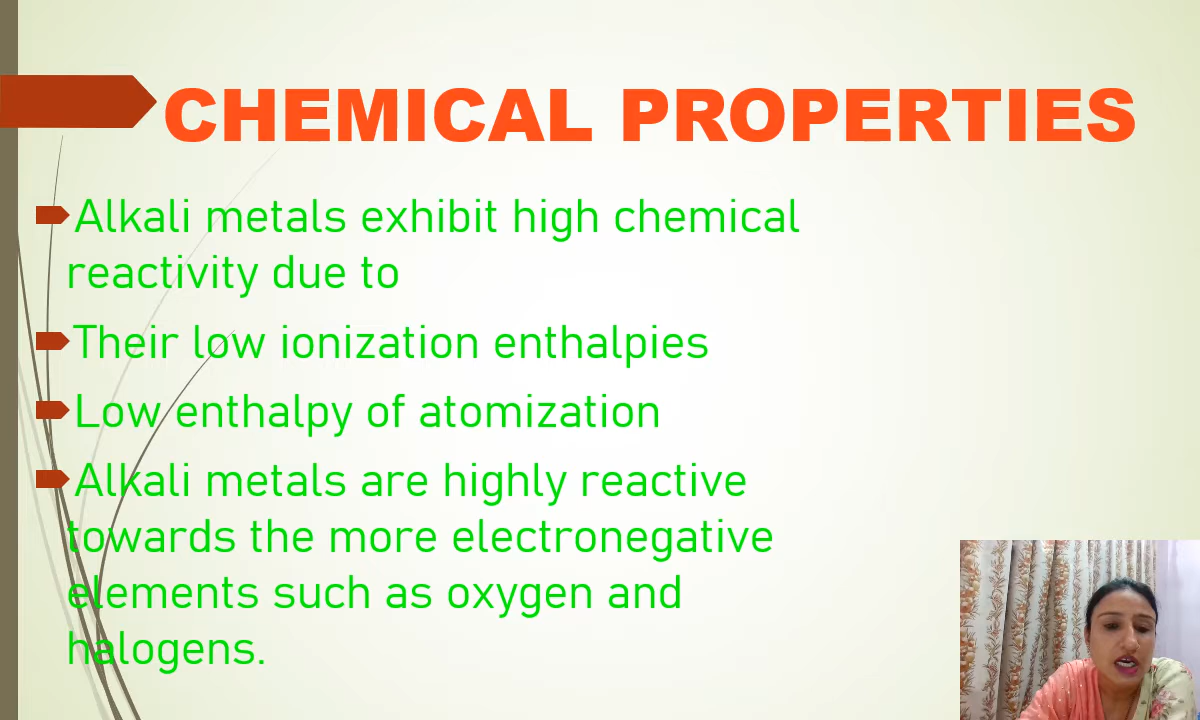 CHEMICAL PROPERTIES
Alkali metals exhibit high chemical
reactivity due to
Their low ionization enthalpies
Low enthalpy of atomization
Alkali metals are highly reactive
towards the more electronegative
elements such as oxygen and
halogens.